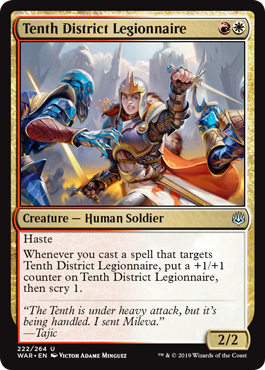 Tenth District Legionnaire
Creature — Human Soldier
Haste
Whenever you cast a spell that targets
Tenth District Legionnaire, put a +1/+1
counter on Tenth District Legionnaire,
then scry 1.
"The Tenth is under heavy attack, but it's
being handled. I sent Mileva."
—Tajic
2/2
222/264 U
WAR • EN Victor Adame Minguez
™ & © 2019 Wizards of the Coast